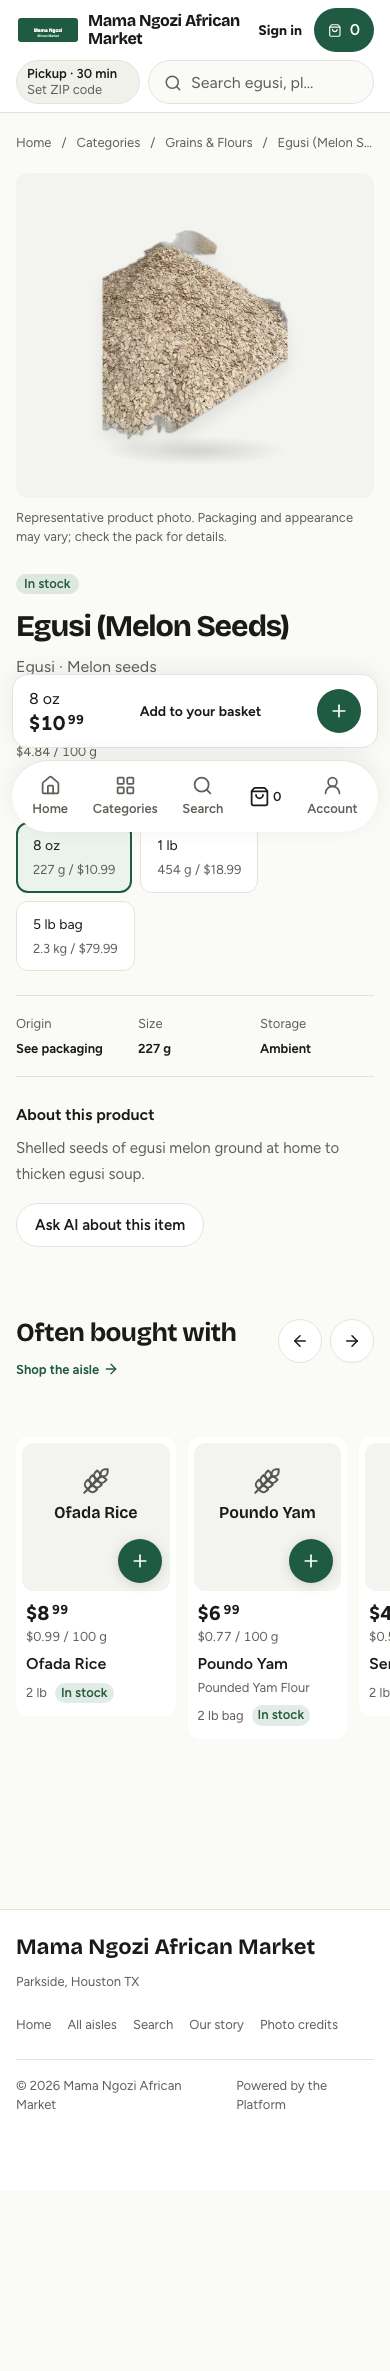 Mama Ngozi
African Market
Mama Ngozi African
Market
Sign in
0
Pickup · 30 min
Set ZIP code
Search egusi, pl...
Home / Categories / Grains & Flours / Egusi (Melon S...
Representative product photo. Packaging and appearance
may vary; check the pack for details.
In stock
Egusi (Melon Seeds)
Egusi · Melon seeds
8 oz
$10.99
Add to your basket
$4.84 / 100 g
Home
Categories
Search
0
Account
8 oz
227 g / $10.99
1 lb
454 g / $18.99
5 lb bag
2.3 kg / $79.99
Origin
See packaging
Size
227 g
Storage
Ambient
About this product
Shelled seeds of egusi melon ground at home to
thicken egusi soup.
Ask AI about this item
Often bought with
Shop the aisle
Ofada Rice
$8 99
$0.99 / 100 g
Ofada Rice
2 lb In stock
Poundo Yam
$6 99
$0.77 / 100 g
Poundo Yam
Pounded Yam Flour
2 lb bag In stock
2 lb
Mama Ngozi African Market
Parkside, Houston TX
Home All aisles Search Our story Photo credits
© 2026 Mama Ngozi African
Market
Powered by the
Platform